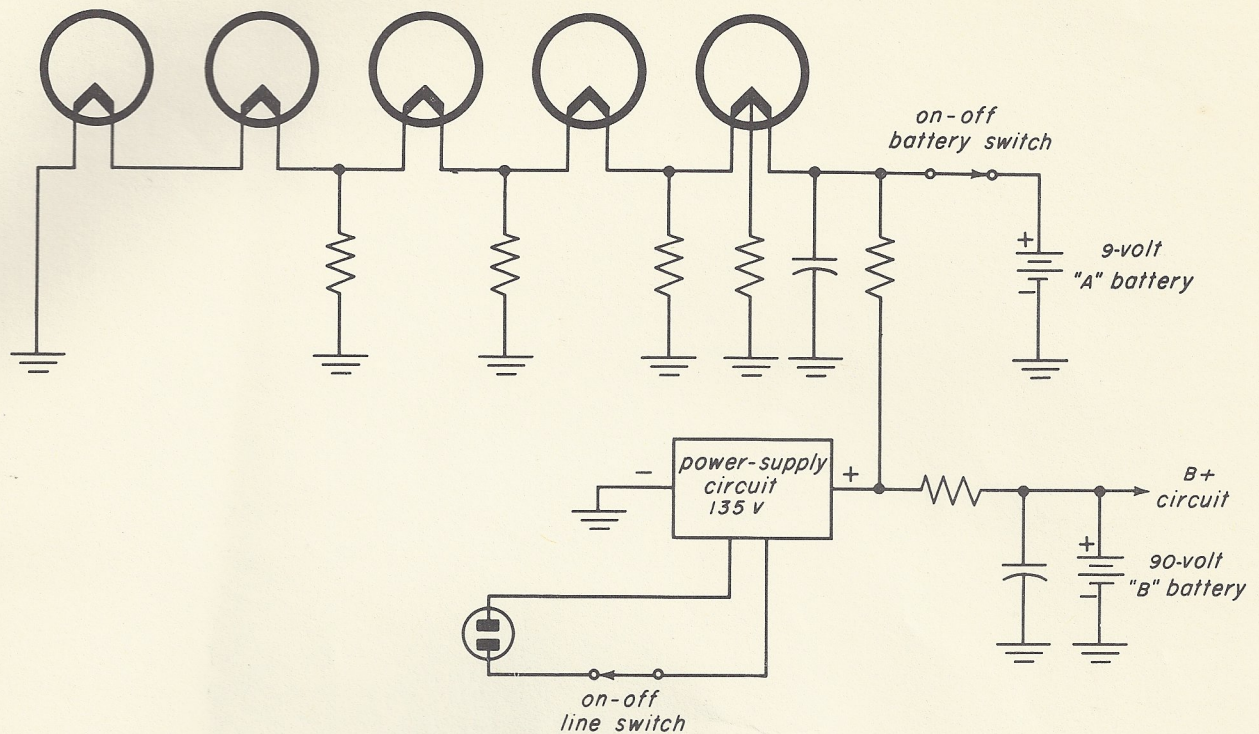 on-off
battery switch
+
9-volt
"A" battery
-
power-supply
circuit
135 V
-
+
B+
circuit
+
90-volt
"B" battery
-
on-off
line switch